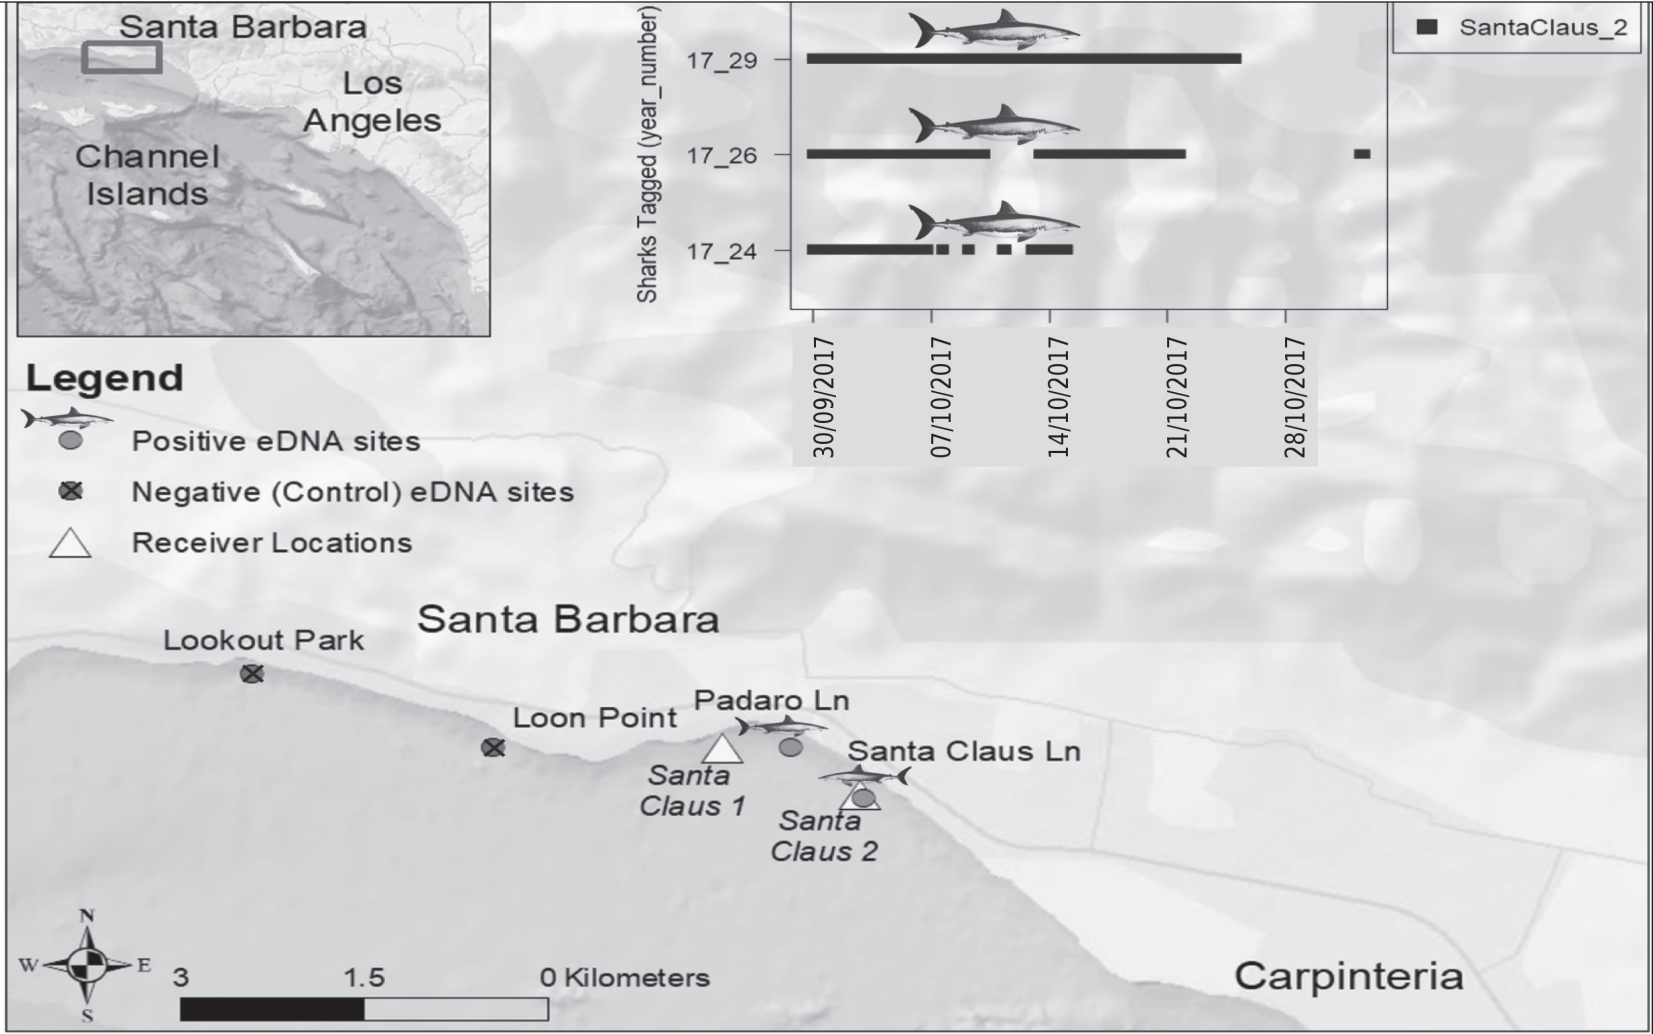 Santa Barbara
Los
Angeles
Channel
Islands
Sharks Tagged (year_number)
17_29
17_26
17_24
30/09/2017
07/10/2017
14/10/2017
21/10/2017
28/10/2017
SantaClaus_2
Legend
Positive eDNA sites
Negative (Control) eDNA sites
Receiver Locations
Santa Barbara
Lookout Park
Loon Point
Padaro Ln
Santa Claus Ln
Santa
Claus 1
Santa
Claus 2
Carpinteria
N
W E
S
3 1.5 0 Kilometers